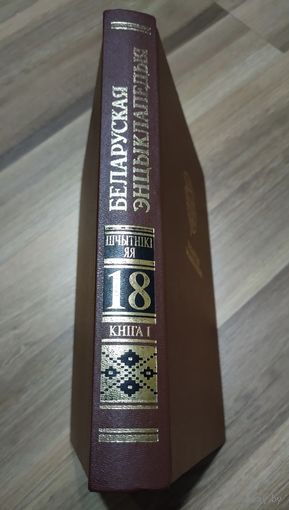 БЕЛАРУСКАЯ
ЭНЦЫКЛАПЕДЫЯ
ШЧЫТНІКІ
ЯЯ
18
КНІГА I